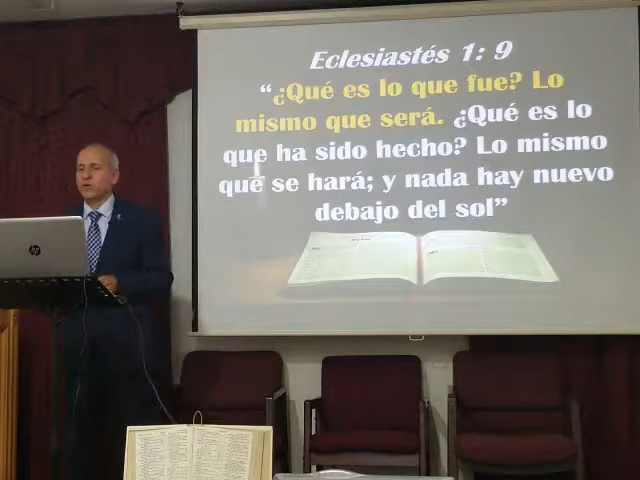 Eclesiastés 1: 9
“¿Qué es lo que fue? Lo
mismo que será. ¿Qué es lo
que ha sido hecho? Lo mismo
que se hará; y nada hay nuevo
debajo del sol”
hp